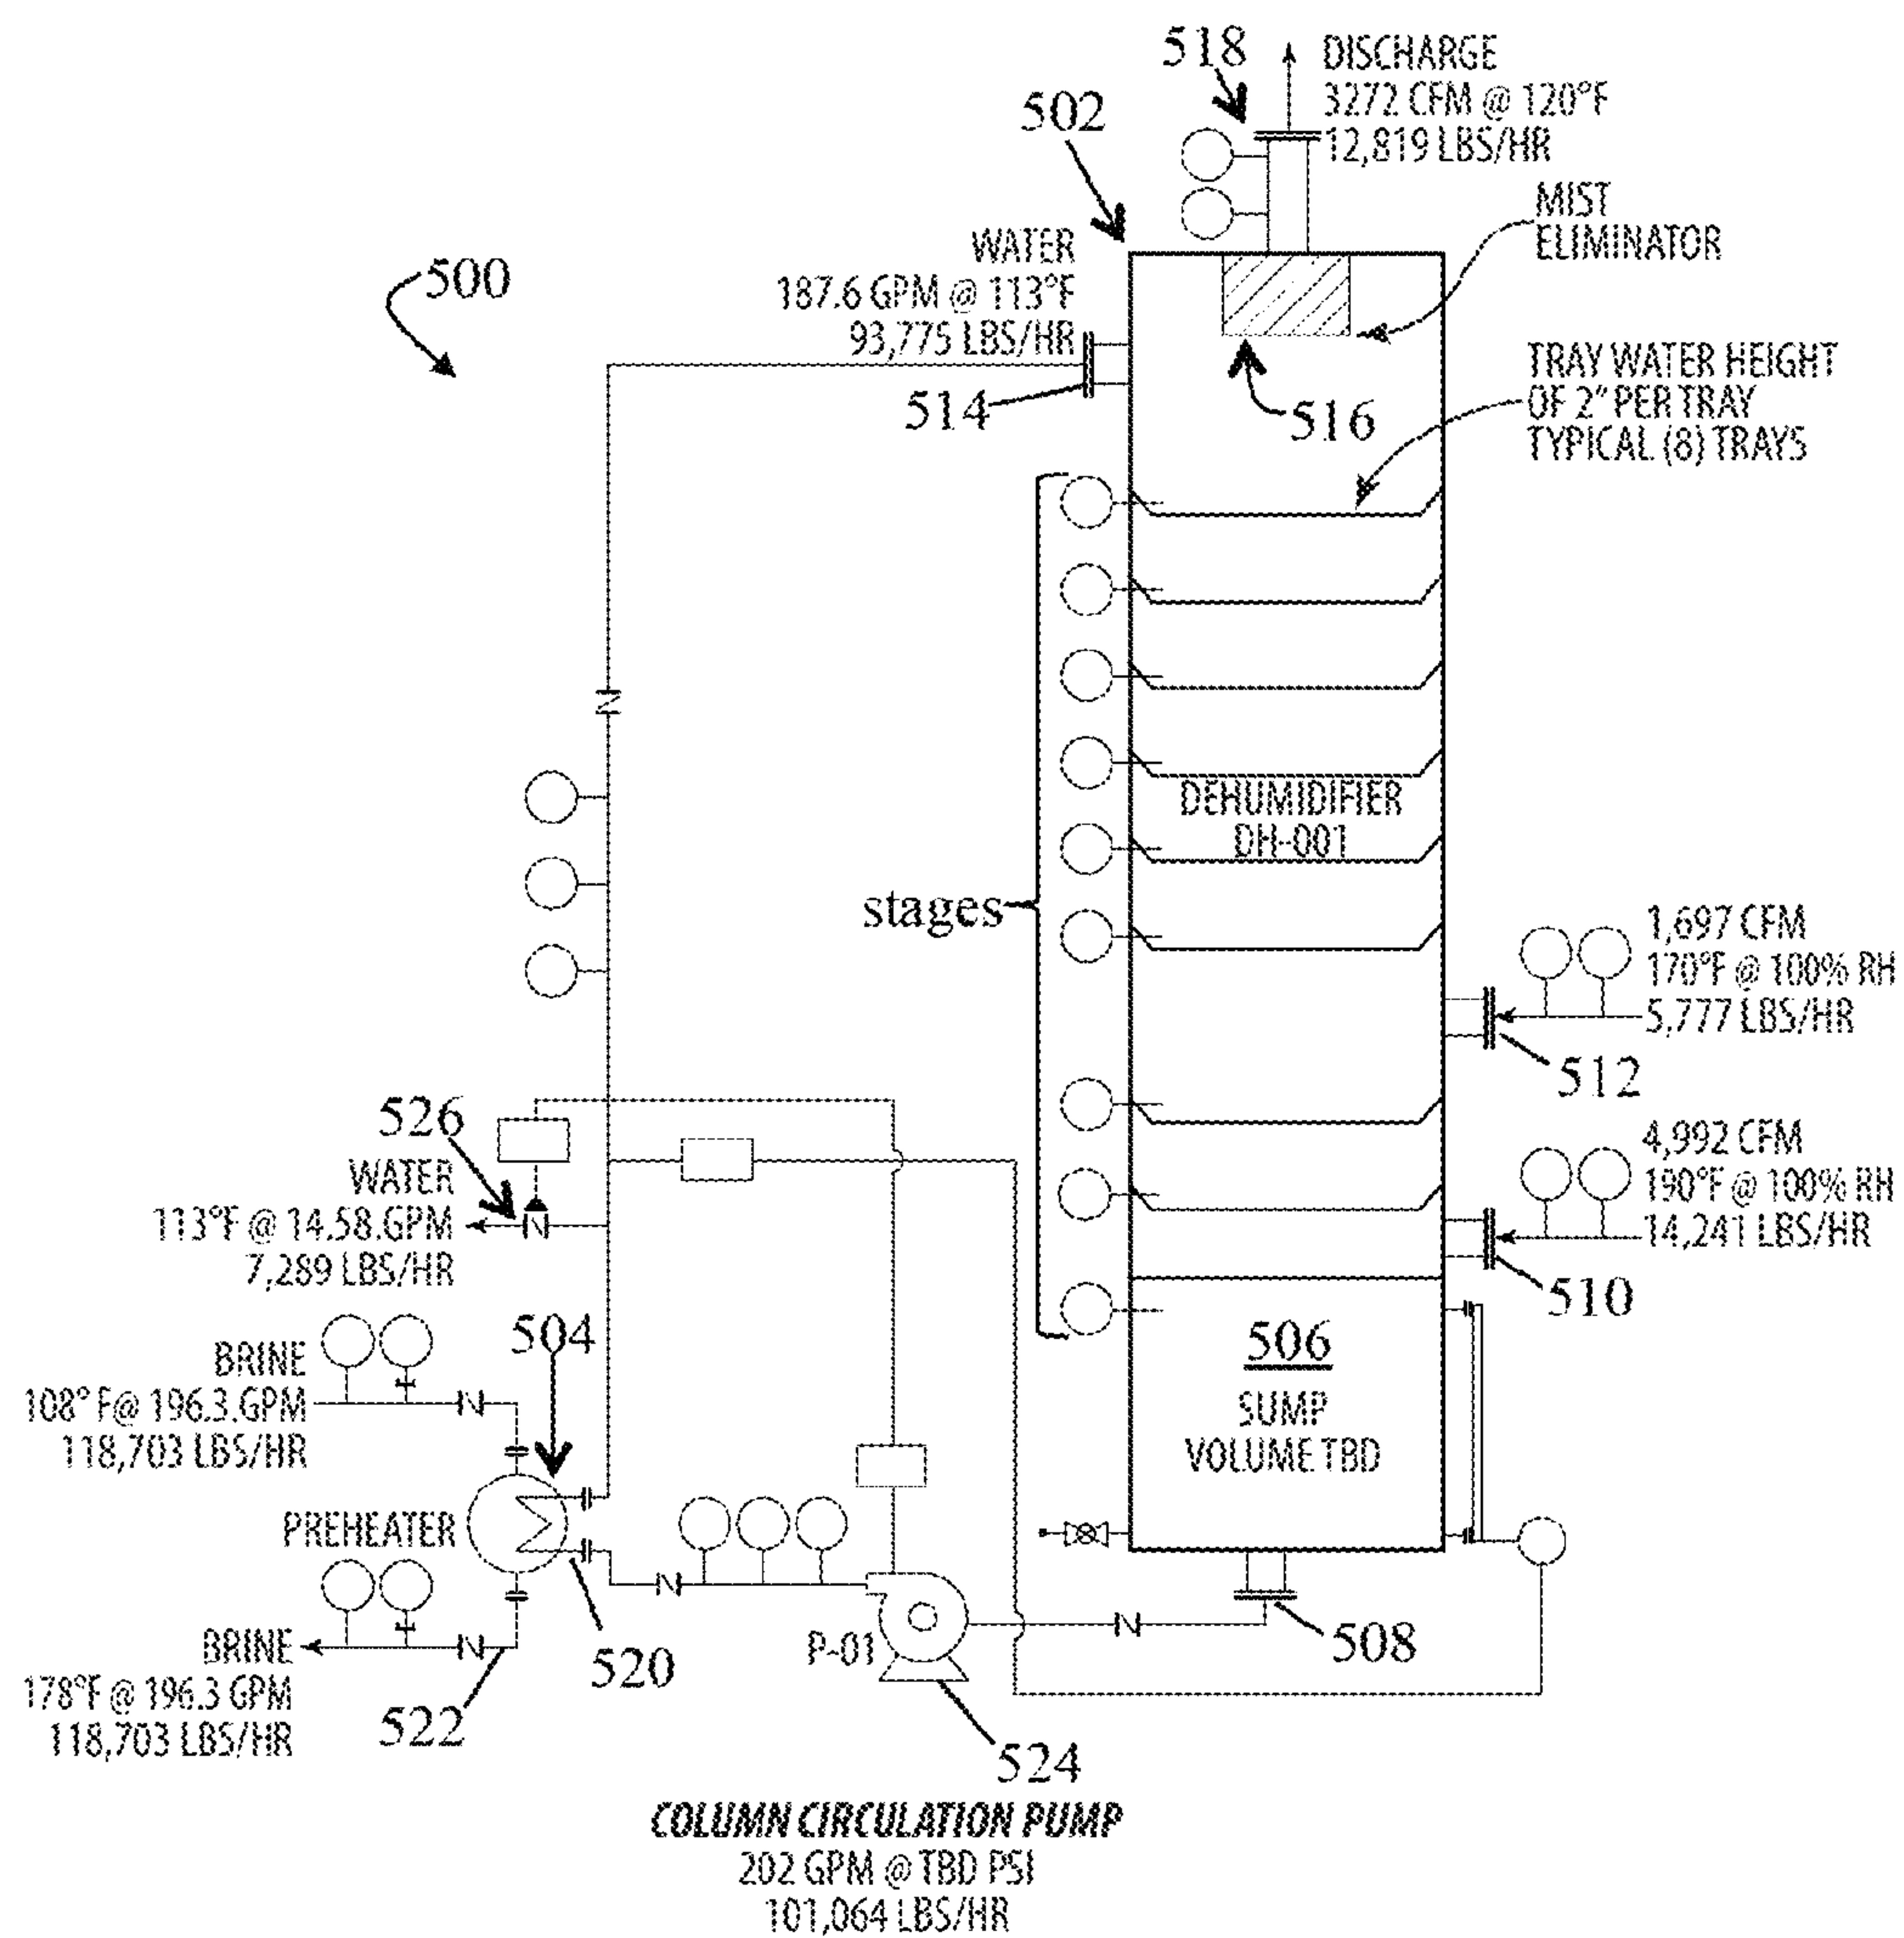 518
DISCHARGE
3272 CFM @ 120°F
12,819 LBS/HR
502
MIST
ELIMINATOR
WATER
187.6 GPM @ 113°F
93,775 LBS/HR
500
514
516
TRAY WATER HEIGHT
OF 2" PER TRAY
TYPICAL (8) TRAYS
DEHUMIDIFIER
DH-001
stages
1,697 CFM
170°F @ 100% RH
5,777 LBS/HR
512
526
WATER
113°F @ 14.58.GPM
7,289 LBS/HR
4,992 CFM
190°F @ 100% RH
14,241 LBS/HR
510
504
BRINE
108° F@ 196.3.GPM
118,703 LBS/HR
506
SUMP
VOLUME TBD
PREHEATER
BRINE
178°F @ 196.3 GPM
118,703 LBS/HR
522
520
P-01
508
524
COLUMN CIRCULATION PUMP
202 GPM @ TBD PSI
101,064 LBS/HR